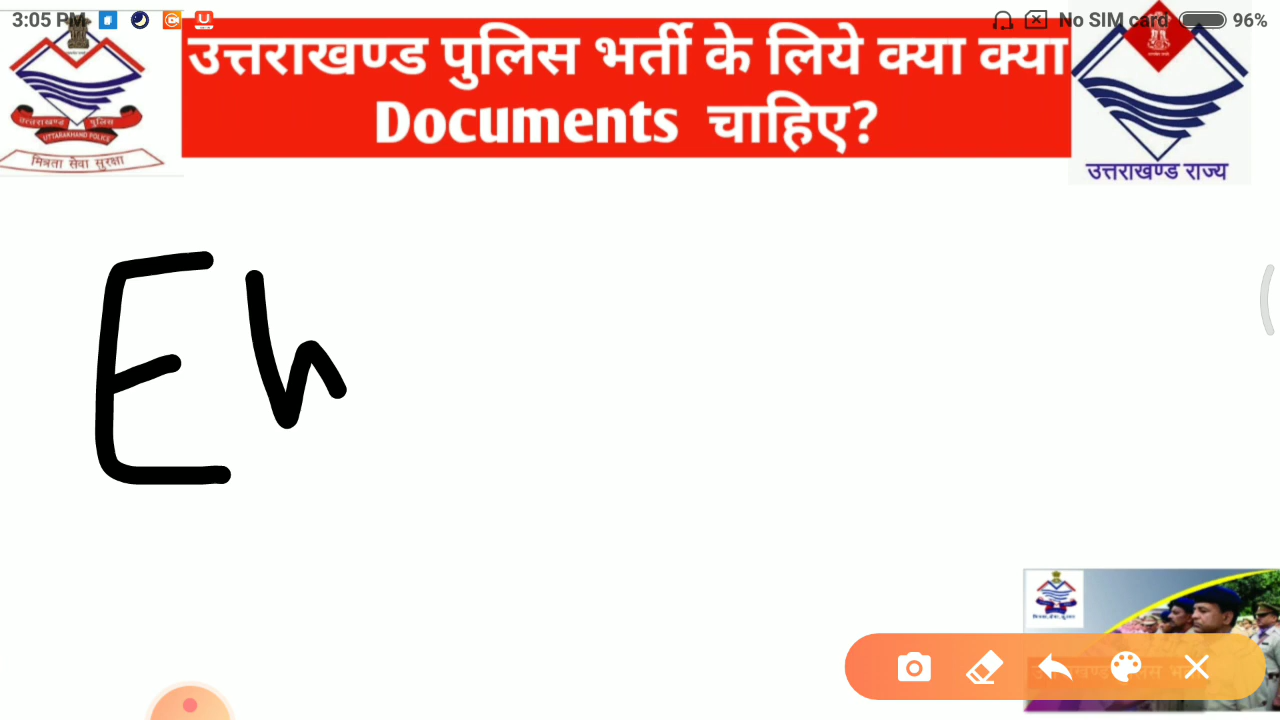 3:05 PM No SIM card 96%
उत्तराखण्ड पुलिस भर्ती के लिये क्या क्या
Documents चाहिए?
उत्तराखण्ड पुलिस
UTTARAKHAND POLICE
मित्रता सेवा सुरक्षा
उत्तराखण्ड राज्य
Eh